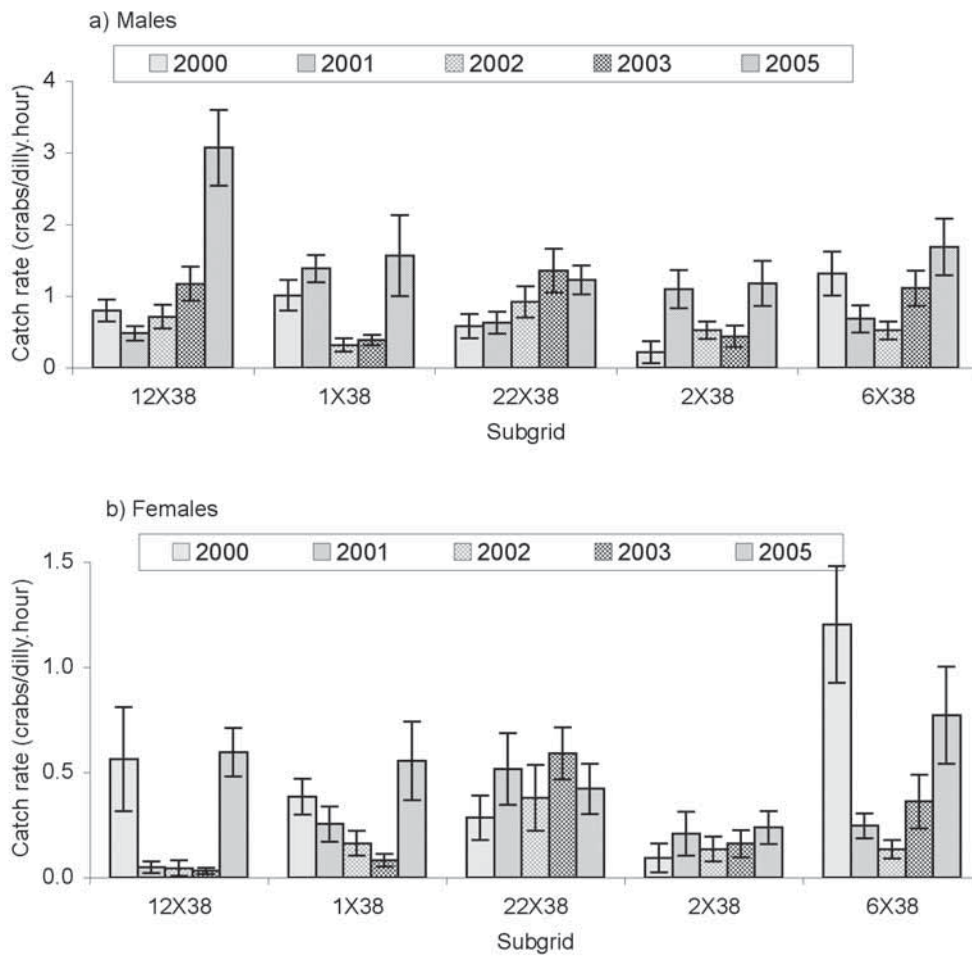 a) Males
2000 2001 2002 2003 2005
Catch rate (crabs/dilly.hour)
4
3
2
1
0
12X38 1X38 22X38 2X38 6X38
Subgrid
b) Females
2000 2001 2002 2003 2005
Catch rate (crabs/dilly.hour)
1.5
1.0
0.5
0.0
12X38 1X38 22X38 2X38 6X38
Subgrid